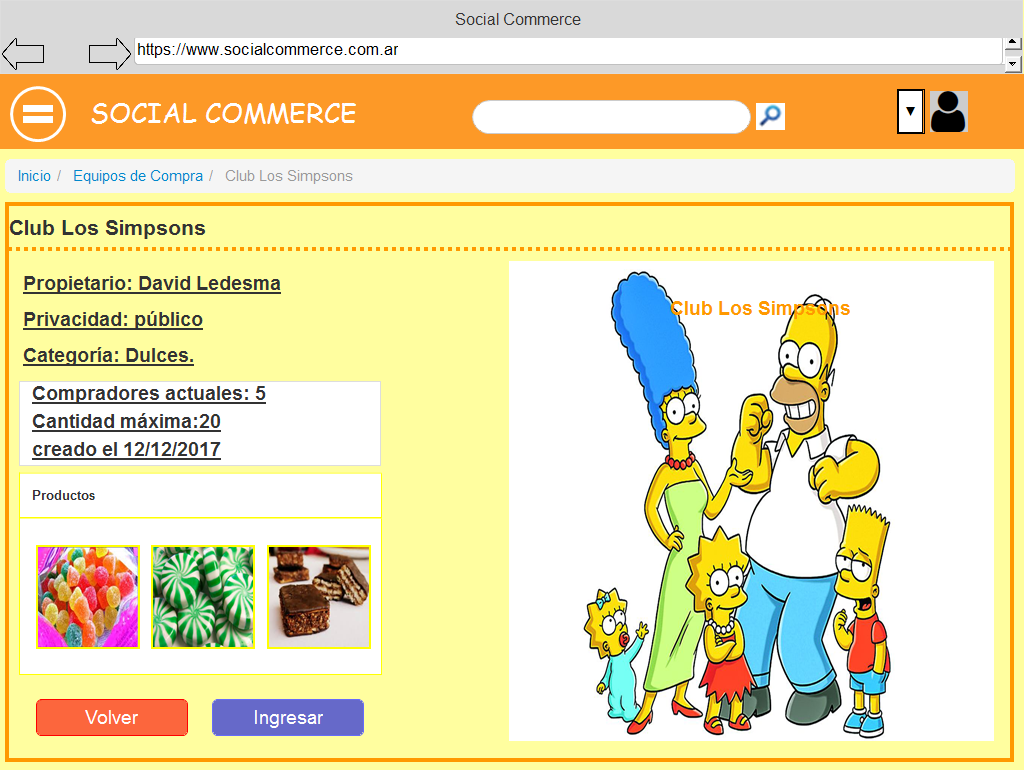 Social Commerce
https://www.socialcommerce.com.ar
SOCIAL COMMERCE
Inicio / Equipos de Compra / Club Los Simpsons
Club Los Simpsons
Propietario: David Ledesma
Privacidad: público
Categoría: Dulces.
Compradores actuales: 5
Cantidad máxima:20
creado el 12/12/2017
Productos
Volver
Ingresar
Club Los Simpsons